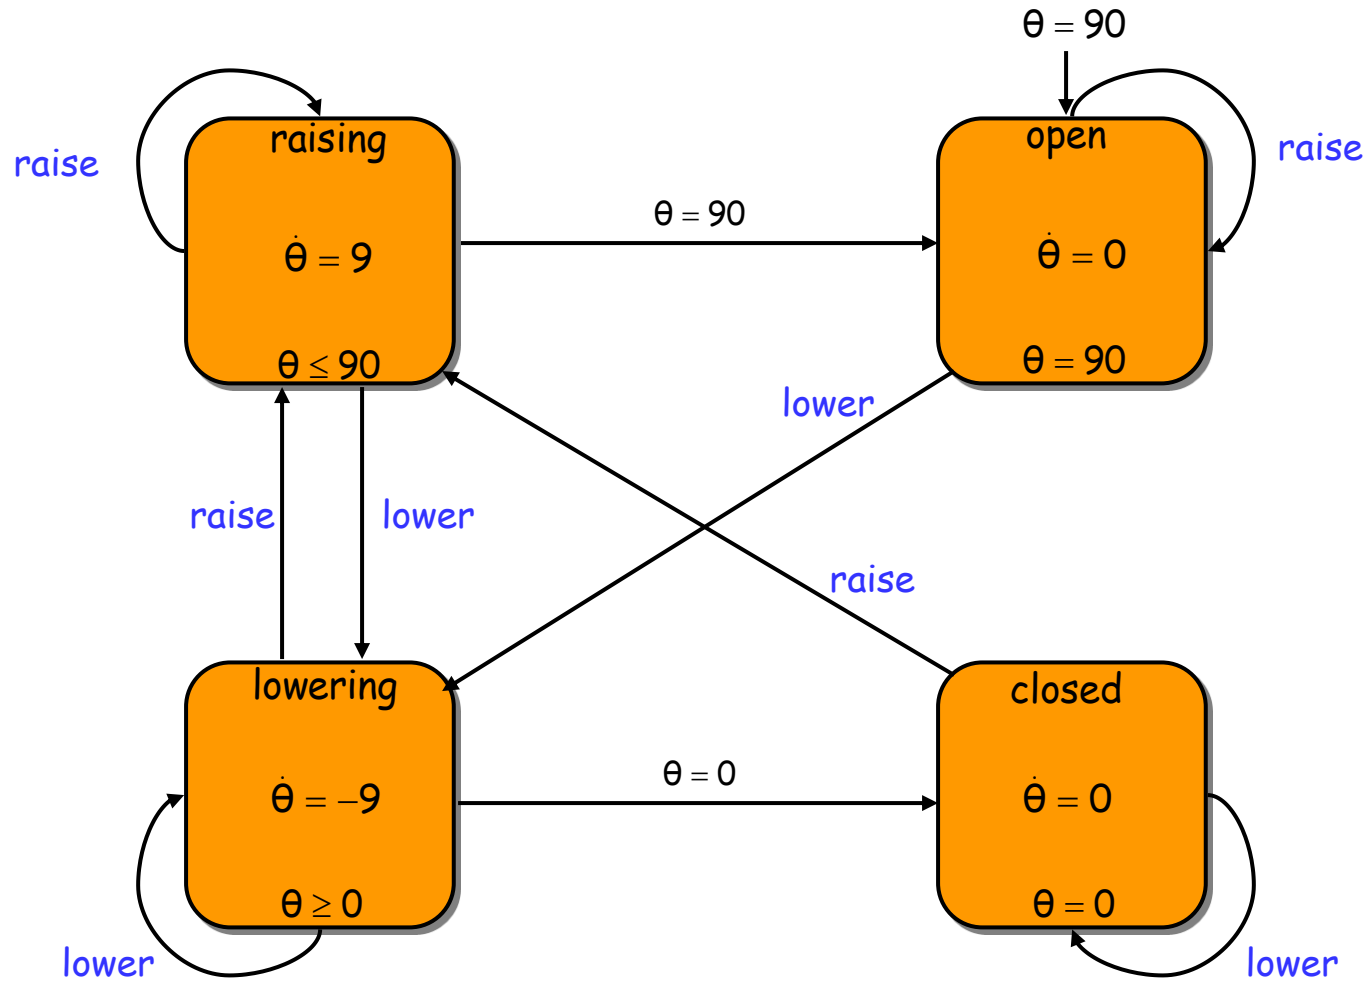 θ = 90
raising
open
raise
raise
θ = 90
θ̇ = 9
θ̇ = 0
θ ≤ 90
θ = 90
lower
raise
lower
raise
lowering
closed
θ = 0
θ̇ = −9
θ̇ = 0
θ ≥ 0
θ = 0
lower
lower